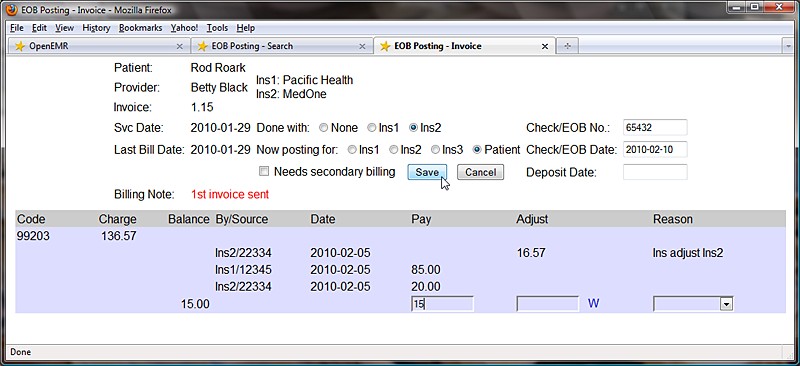 EOB Posting - Invoice - Mozilla Firefox
File Edit View History Bookmarks Yahoo! Tools Help
OpenEMR EOB Posting - Search EOB Posting - Invoice
Patient: Rod Roark
Ins1: Pacific Health
Provider: Betty Black
Ins2: MedOne
Invoice: 1.15
Svc Date: 2010-01-29 Done with: None Ins1 Ins2 Check/EOB No.: 65432
Last Bill Date: 2010-01-29 Now posting for: Ins1 Ins2 Ins3 Patient Check/EOB Date: 2010-02-10
Needs secondary billing Save Cancel Deposit Date:
Billing Note: 1st invoice sent
Code Charge Balance By/Source Date Pay Adjust Reason
99203 136.57
Ins2/22334 2010-02-05 16.57 Ins adjust Ins2
Ins1/12345 2010-02-05 85.00
Ins2/22334 2010-02-05 20.00
15.00 15 W
Done